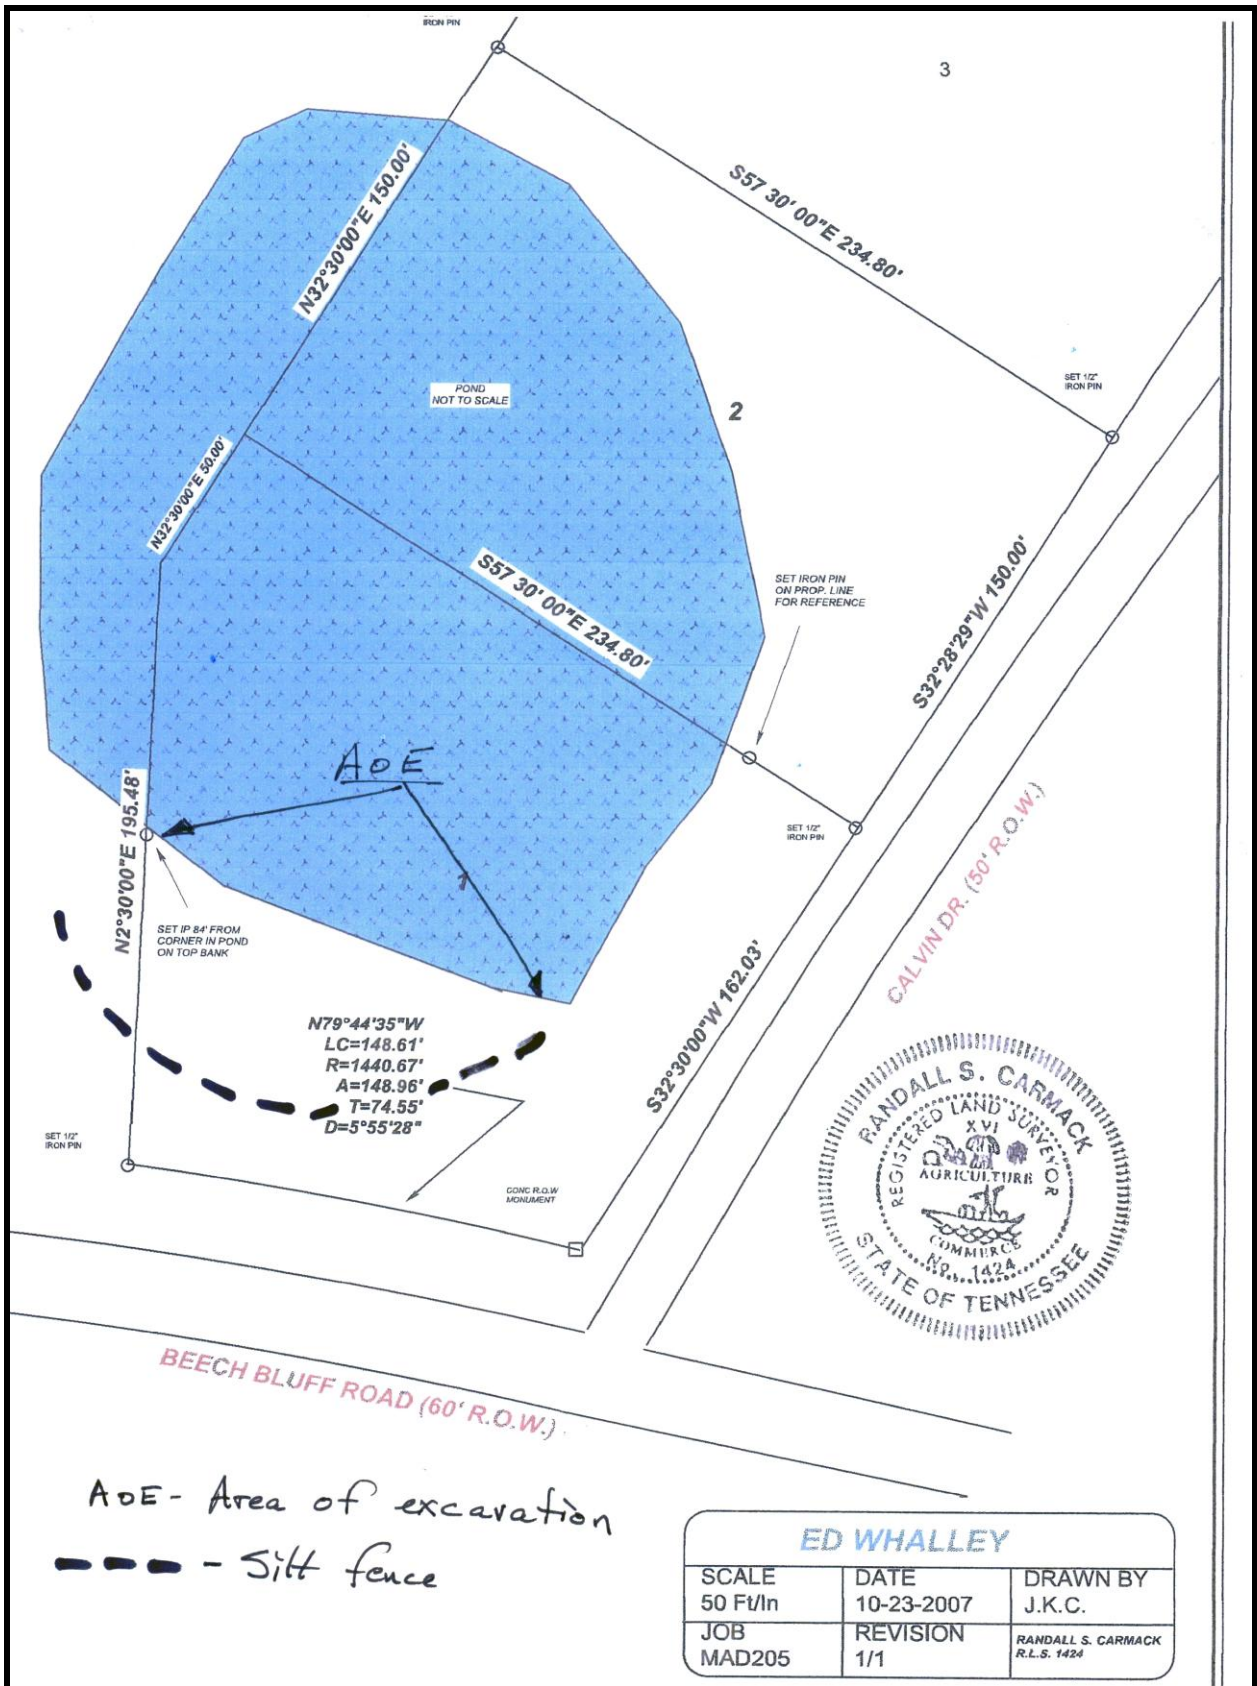 IRON PIN
3
N32°30'00"E 150.00'
S57 30' 00"E 234.80'
SET 1/2"
IRON PIN
POND
NOT TO SCALE
2
N32°30'00"E 50.00'
S57 30' 00"E 234.80'
SET IRON PIN
ON PROP. LINE
FOR REFERENCE
S32°28'29"W 150.00'
AOE
N2°30'00"E 195.48'
SET 1/2"
IRON PIN
CALVIN DR. (50' R.O.W.)
1
SET IP 84' FROM
CORNER IN POND
ON TOP BANK
S32°30'00"W 162.03'
N79°44'35"W
LC=148.61'
R=1440.67'
A=148.96'
T=74.55'
D=5°55'28"
SET 1/2"
IRON PIN
CONC R.O.W
MONUMENT
RANDALL S. CARMACK
REGISTERED LAND SURVEYOR
XVI
AGRICULTURE
COMMERCE
No. 1424
STATE OF TENNESSEE
BEECH BLUFF ROAD (60' R.O.W.)
AOE - Area of excavation
- Silt fence
ED WHALLEY
SCALE
50 Ft/In
DATE
10-23-2007
DRAWN BY
J.K.C.
JOB
MAD205
REVISION
1/1
RANDALL S. CARMACK
R.L.S. 1424